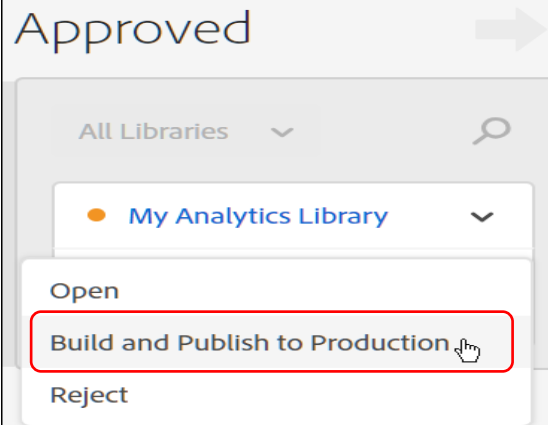 Approved
All Libraries
My Analytics Library
Open
Build and Publish to Production
Reject